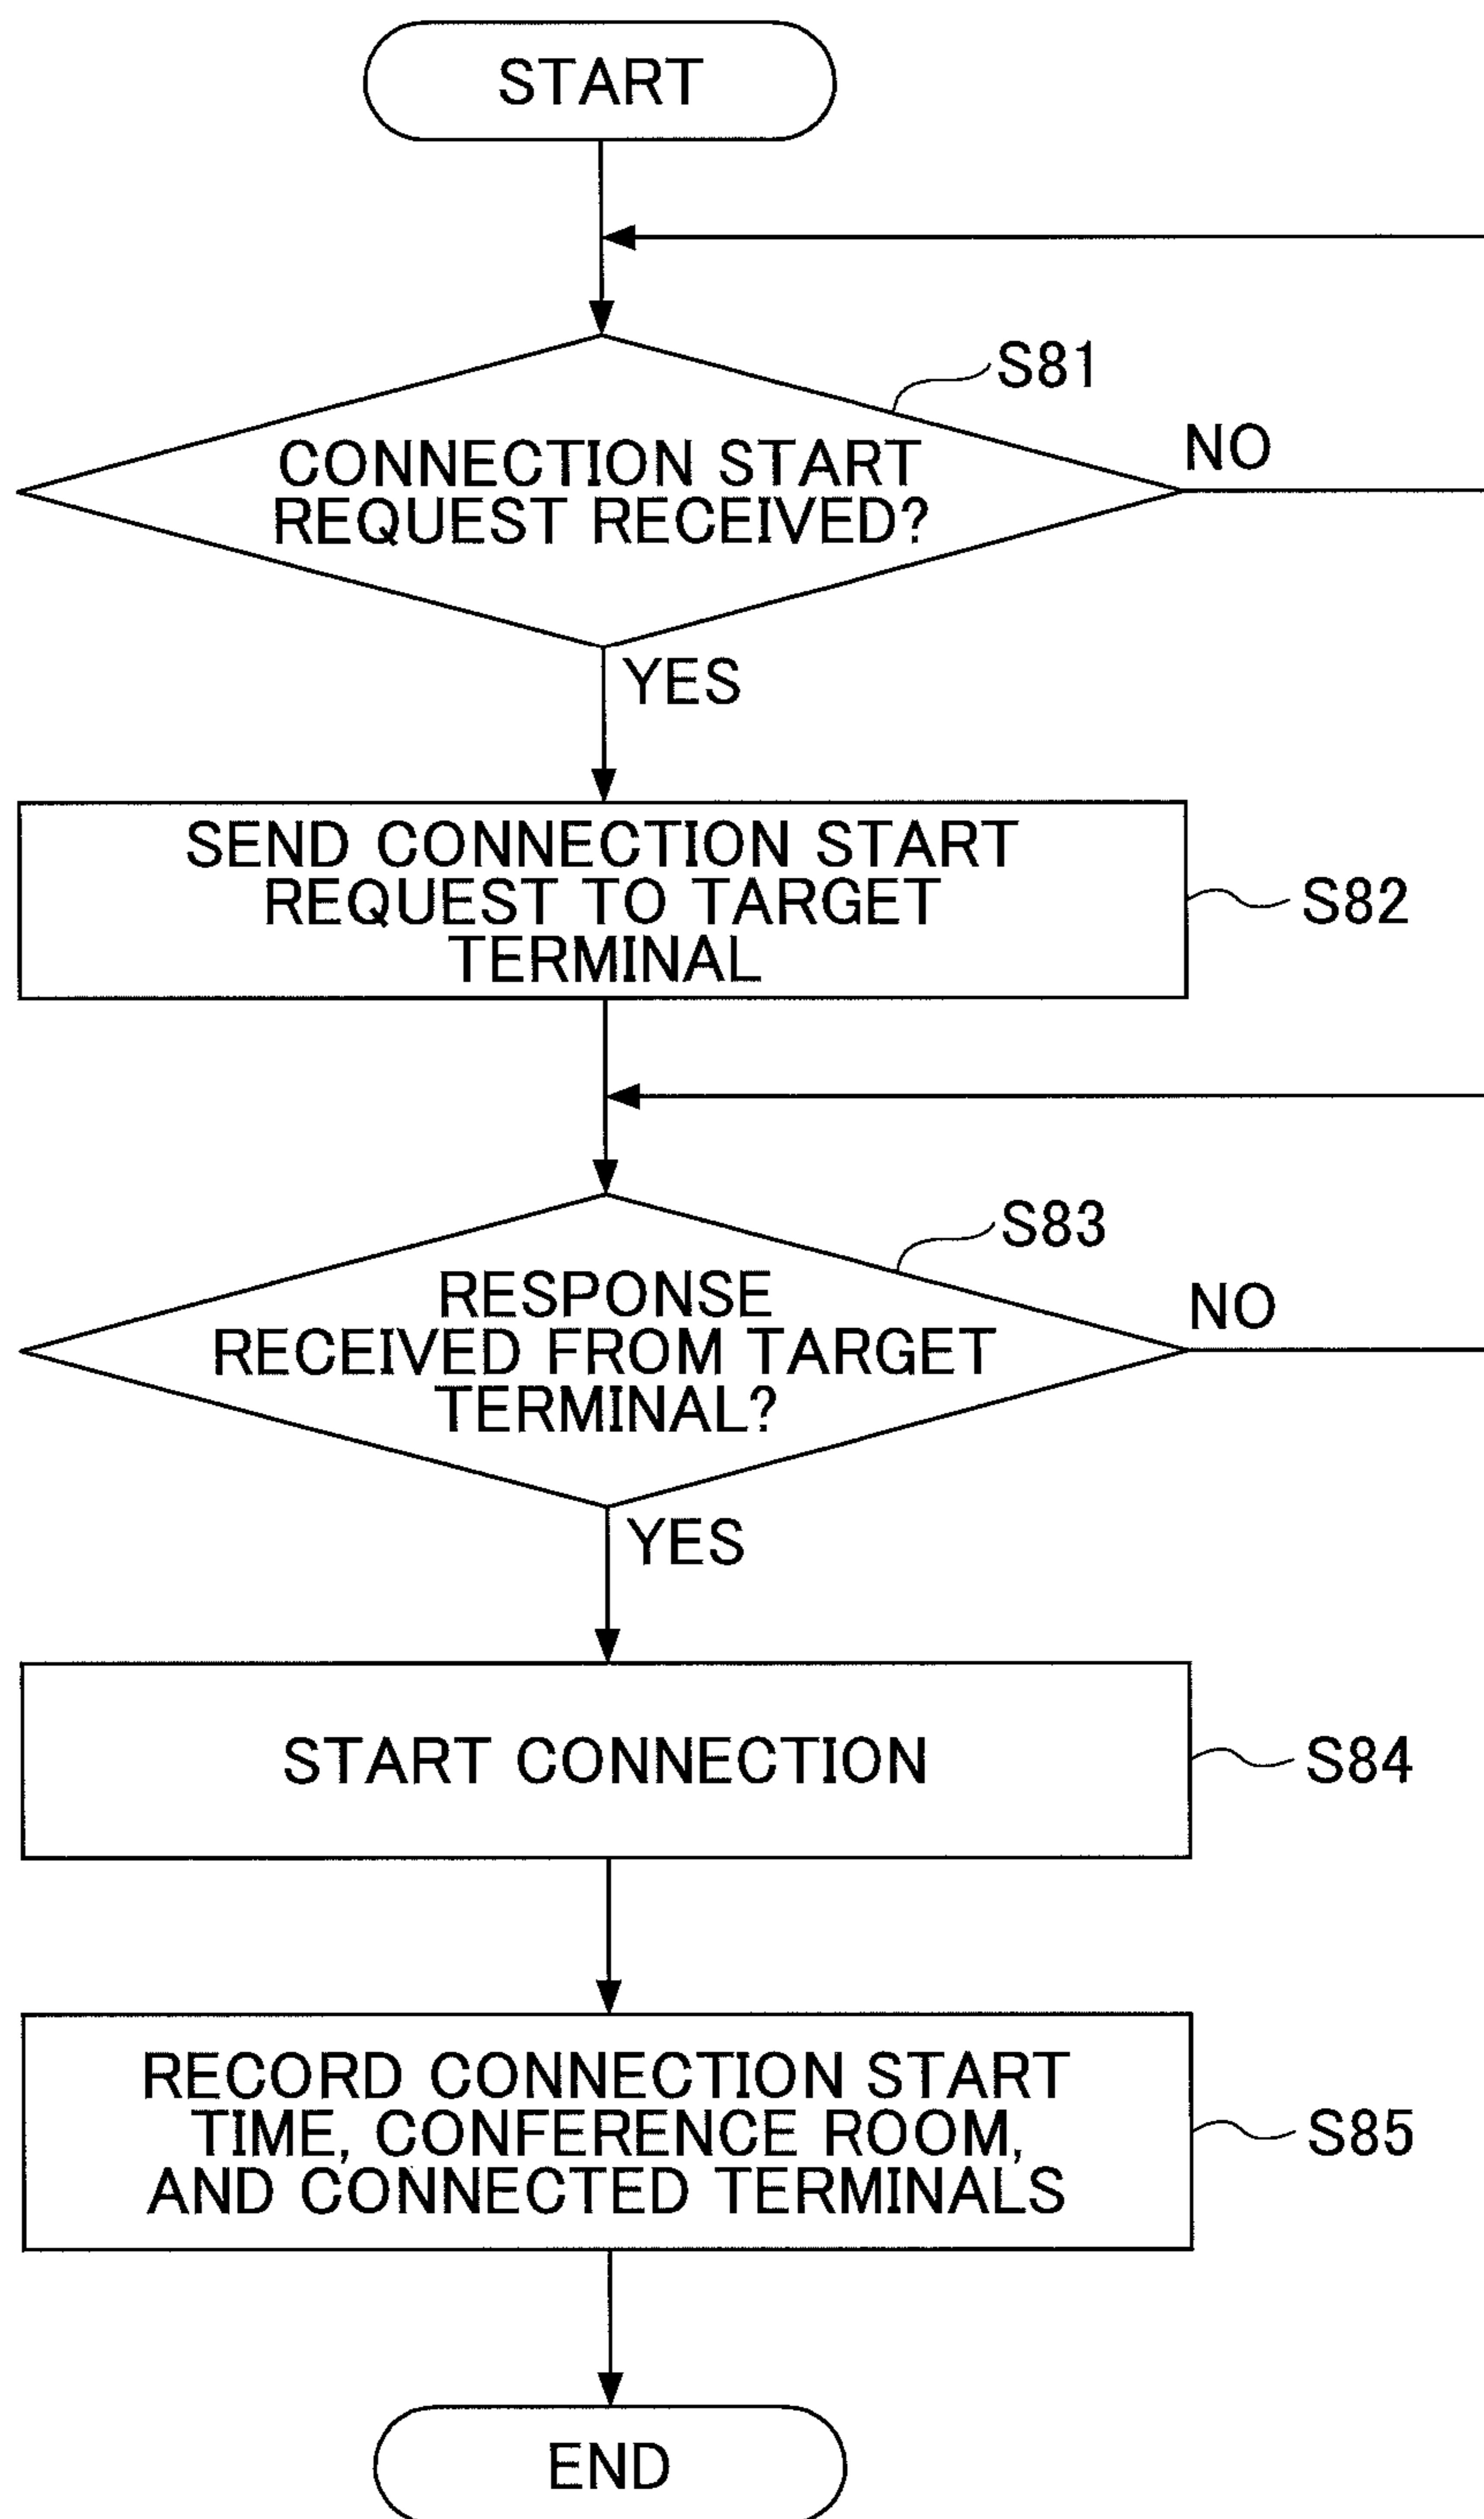 START
S81
NO
CONNECTION START
REQUEST RECEIVED?
YES
SEND CONNECTION START
REQUEST TO TARGET
TERMINAL
S82
S83
NO
RESPONSE
RECEIVED FROM TARGET
TERMINAL?
YES
START CONNECTION
S84
RECORD CONNECTION START
TIME, CONFERENCE ROOM,
AND CONNECTED TERMINALS
S85
END